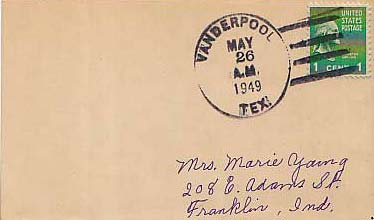 VANDERPOOL
MAY
26
A.M.
1949
TEX.
UNITED
STATES
POSTAGE
1 CENT 1
Mrs. Marie Young
208 E. Adams St.
Franklin, Ind.